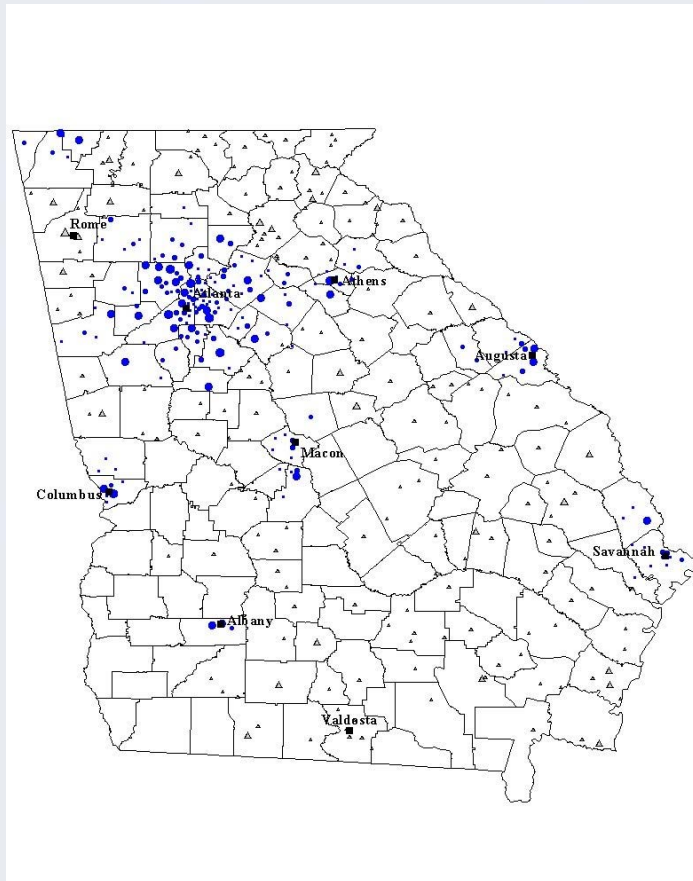 Rome
Athens
Atlanta
Augusta
Macon
Columbus
Savannah
Albany
Valdosta